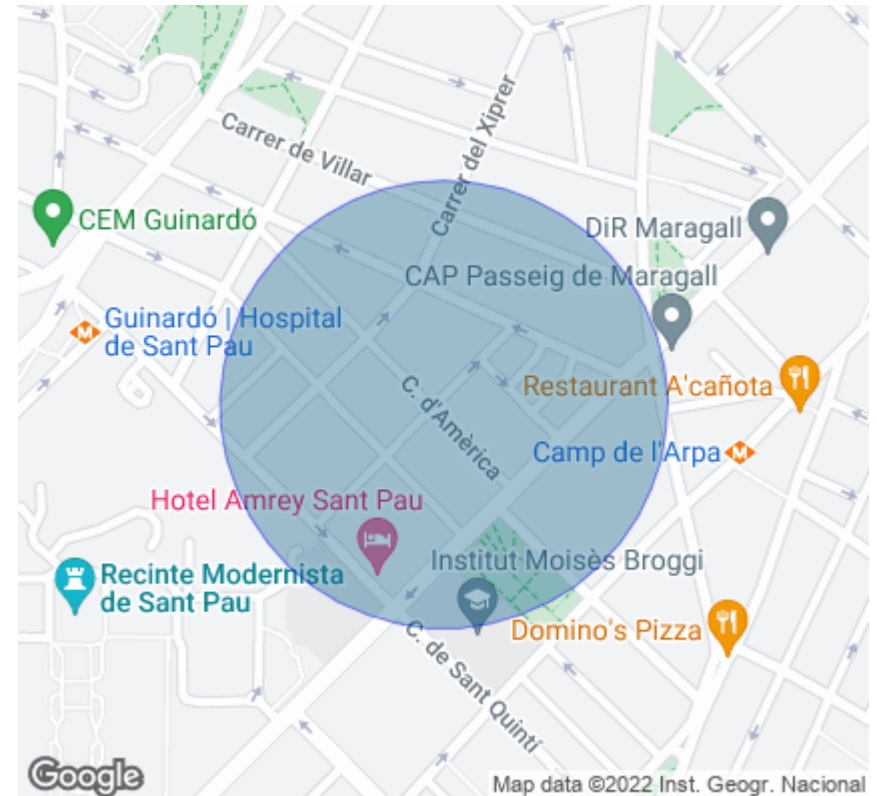 Carrer del Xiprer
Carrer de Villar
CEM Guinardó
DiR Maragall
CAP Passeig de Maragall
Guinardó | Hospital
de Sant Pau
Restaurant A'cañota
C. d'Amèrica
Camp de l'Arpa
Hotel Amrey Sant Pau
Institut Moisès Broggi
Recinte Modernista
de Sant Pau
Domino's Pizza
C. de Sant Quintí
Google
Map data ©2022 Inst. Geogr. Nacional